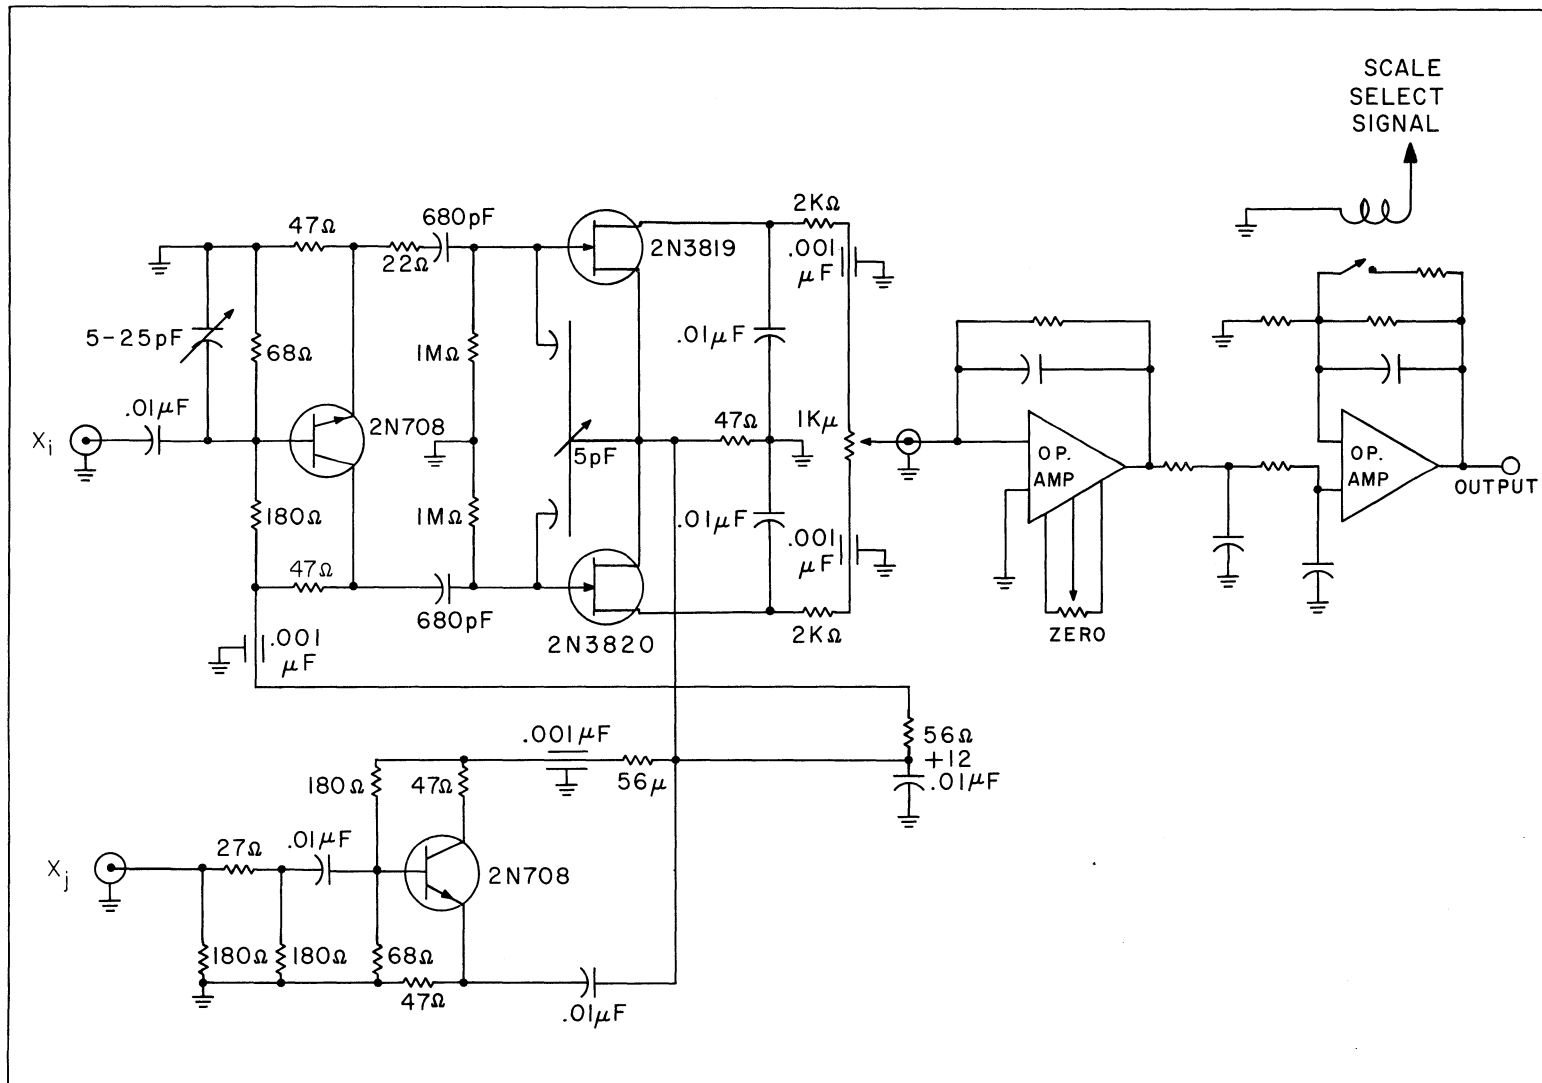 SCALE
SELECT
SIGNAL
47Ω
680pF
22Ω
2N3819
2KΩ
.001
μF
5-25pF
68Ω
1MΩ
.01μF
.01μF
Xi
2N708
5pF
47Ω
1Kμ
OP.
AMP
OP.
AMP
OUTPUT
180Ω
1MΩ
.01μF
.001
μF
47Ω
680pF
2N3820
2KΩ
ZERO
.001
μF
.001μF
56μ
56Ω
+12
.01μF
180Ω
47Ω
Xj
27Ω
.01μF
2N708
180Ω
180Ω
68Ω
47Ω
.01μF